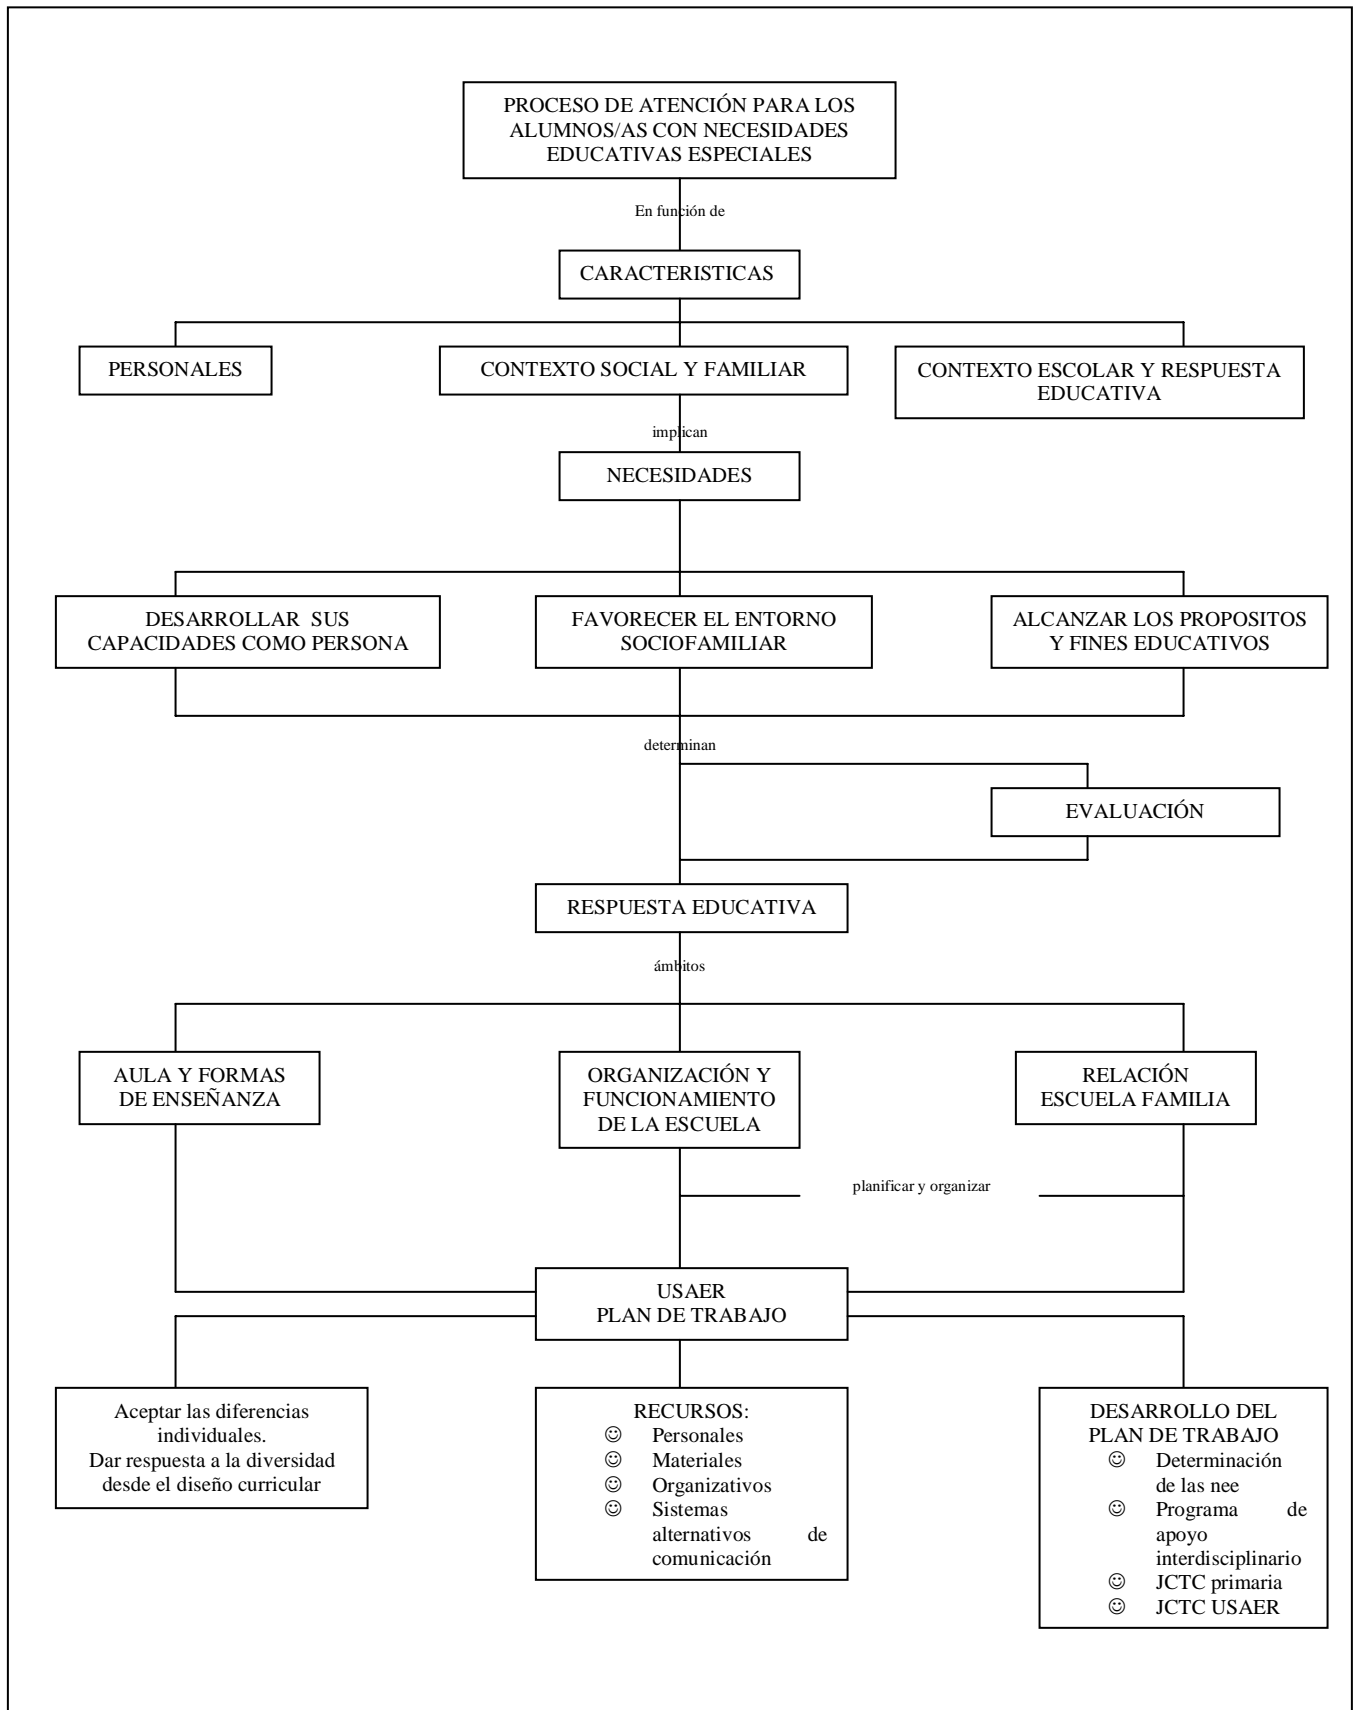 PROCESO DE ATENCIÓN PARA LOS
ALUMNOS/AS CON NECESIDADES
EDUCATIVAS ESPECIALES
En función de
CARACTERISTICAS
PERSONALES
CONTEXTO SOCIAL Y FAMILIAR
CONTEXTO ESCOLAR Y RESPUESTA
EDUCATIVA
implican
NECESIDADES
DESARROLLAR SUS
CAPACIDADES COMO PERSONA
FAVORECER EL ENTORNO
SOCIOFAMILIAR
ALCANZAR LOS PROPOSITOS
Y FINES EDUCATIVOS
determinan
EVALUACIÓN
RESPUESTA EDUCATIVA
ámbitos
AULA Y FORMAS
DE ENSEÑANZA
ORGANIZACIÓN Y
FUNCIONAMIENTO
DE LA ESCUELA
RELACIÓN
ESCUELA FAMILIA
planificar y organizar
USAER
PLAN DE TRABAJO
Aceptar las diferencias
individuales.
Dar respuesta a la diversidad
desde el diseño curricular
RECURSOS:
☺ Personales
☺ Materiales
☺ Organizativos
☺ Sistemas
alternativos de
comunicación
DESARROLLO DEL
PLAN DE TRABAJO
☺ Determinación
de las nee
☺ Programa de
apoyo
interdisciplinario
☺ JCTC primaria
☺ JCTC USAER